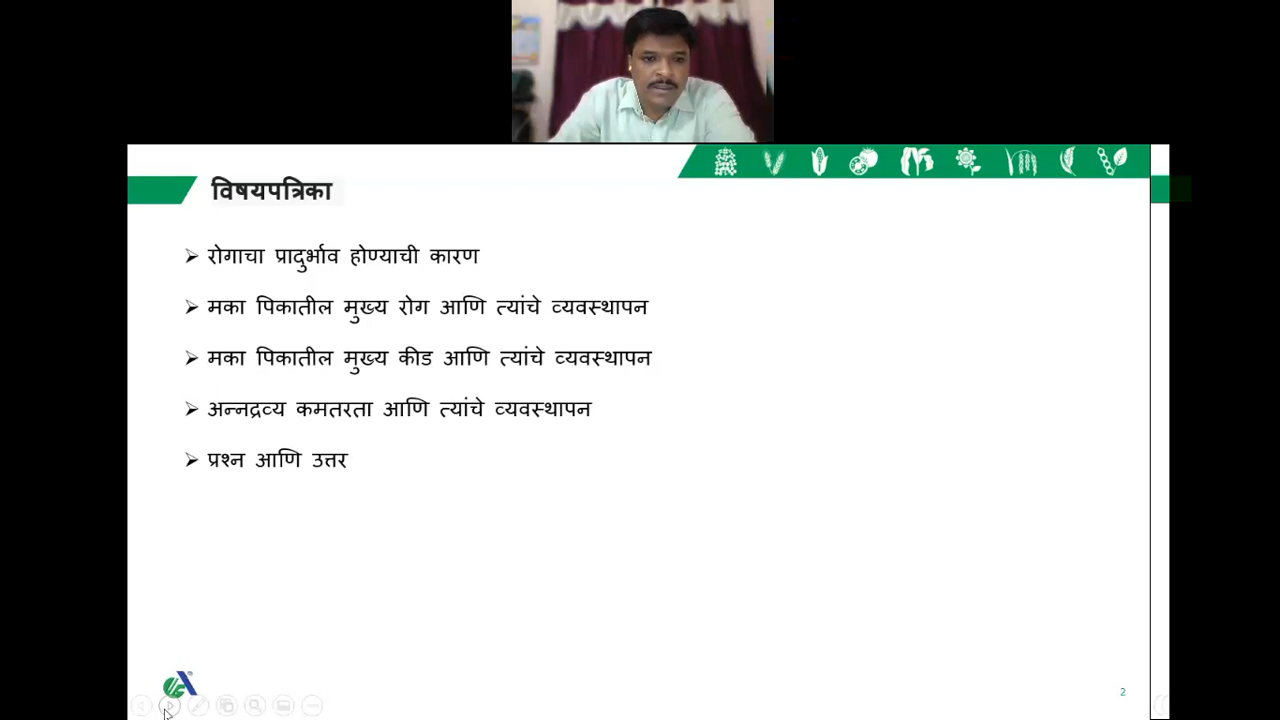 विषयपत्रिका
रोगाचा प्रादुर्भाव होण्याची कारण
मका पिकातील मुख्य रोग आणि त्यांचे व्यवस्थापन
मका पिकातील मुख्य कीड आणि त्यांचे व्यवस्थापन
अन्नद्रव्य कमतरता आणि त्यांचे व्यवस्थापन
प्रश्न आणि उत्तर
2